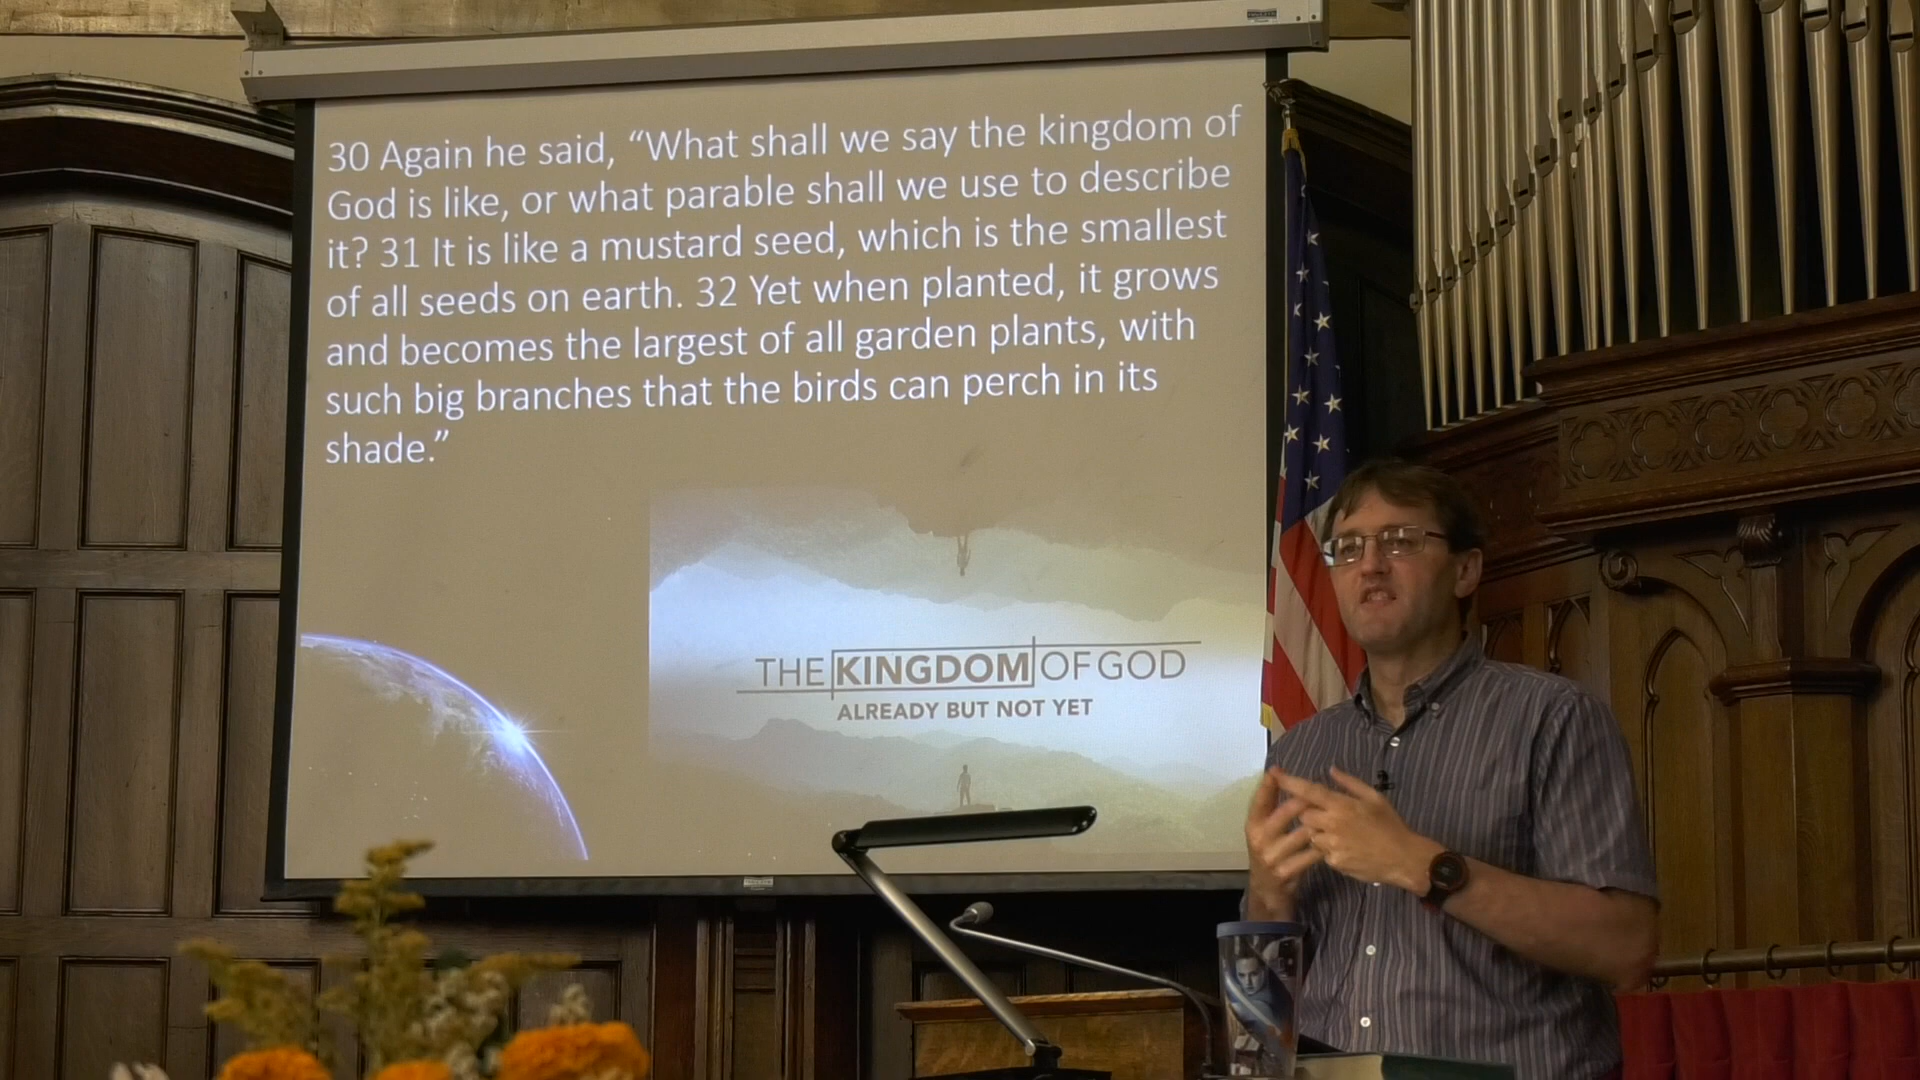 30 Again he said, “What shall we say the kingdom of
God is like, or what parable shall we use to describe
it? 31 It is like a mustard seed, which is the smallest
of all seeds on earth. 32 Yet when planted, it grows
and becomes the largest of all garden plants, with
such big branches that the birds can perch in its
shade.”
THE KINGDOM OF GOD
ALREADY BUT NOT YET